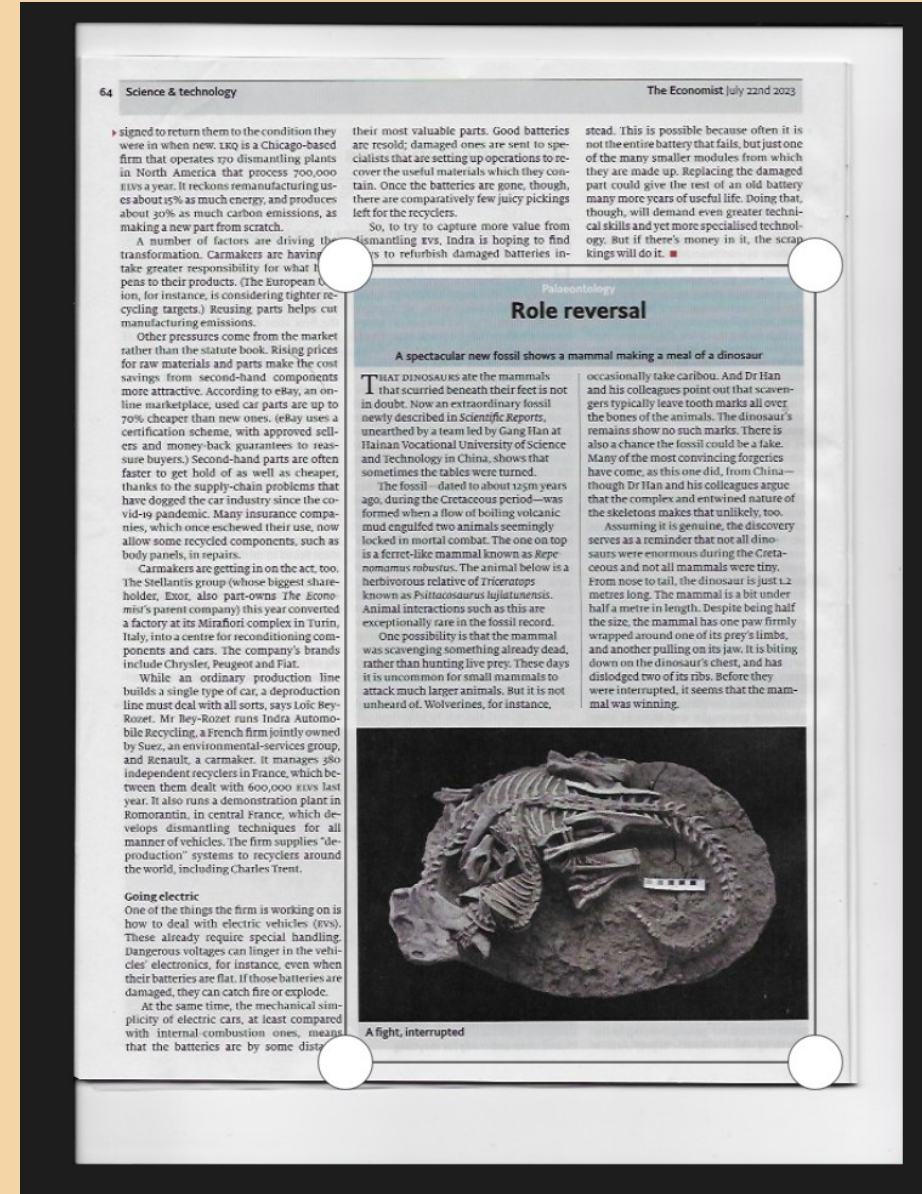 64 Science & technology
The Economist July 22nd 2023
signed to return them to the condition they
were in when new. LKQ is a Chicago-based
firm that operates 170 dismantling plants
in North America that process 700,000
ELVs a year. It reckons remanufacturing us-
es about 15% as much energy, and produces
about 30% as much carbon emissions, as
making a new part from scratch.
A number of factors are driving the
transformation. Carmakers are having
take greater responsibility for what
pens to their products. (The European
ion, for instance, is considering tighter re-
cycling targets.) Reusing parts helps cut
manufacturing emissions.
Other pressures come from the market
rather than the statute book. Rising prices
for raw materials and parts make the cost
savings from second-hand components
more attractive. According to eBay, an on-
line marketplace, used car parts are up to
70% cheaper than new ones. (eBay uses a
certification scheme, with approved sell-
ers and money-back guarantees to reas-
sure buyers.) Second-hand parts are often
faster to get hold of as well as cheaper,
thanks to the supply-chain problems that
have dogged the car industry since the co-
vid-19 pandemic. Many insurance compa-
nies, which once eschewed their use, now
allow some recycled components, such as
body panels, in repairs.
Carmakers are getting in on the act, too.
The Stellantis group (whose biggest share-
holder, Exor, also part-owns The Econo-
mist's parent company) this year converted
a factory at its Mirafiori complex in Turin,
Italy, into a centre for reconditioning com-
ponents and cars. The company's brands
include Chrysler, Peugeot and Fiat.
While an ordinary production line
builds a single type of car, a deproduction
line must deal with all sorts, says Loïc Bey-
Rozet. Mr Bey-Rozet runs Indra Automo-
bile Recycling, a French firm jointly owned
by Suez, an environmental-services group,
and Renault, a carmaker. It manages 380
independent recyclers in France, which be-
tween them dealt with 600,000 ELVs last
year. It also runs a demonstration plant in
Romorantin, in central France, which de-
velops dismantling techniques for all
manner of vehicles. The firm supplies "de-
production" systems to recyclers around
the world, including Charles Trent.
Going electric
One of the things the firm is working on is
how to deal with electric vehicles (EVs).
These already require special handling.
Dangerous voltages can linger in the vehi-
cles' electronics, for instance, even when
their batteries are flat. If those batteries are
damaged, they can catch fire or explode.
At the same time, the mechanical sim-
plicity of electric cars, at least compared
with internal-combustion ones, means
that the batteries are by some
their most valuable parts. Good batteries
are resold; damaged ones are sent to spe-
cialists that are setting up operations to re-
cover the useful materials which they con-
tain. Once the batteries are gone, though,
there are comparatively few juicy pickings
left for the recyclers.
So, to try to capture more value from
dismantling EVs, Indra is hoping to find
to refurbish damaged batteries in-
stead. This is possible because often it is
not the entire battery that fails, but just one
of the many smaller modules from which
they are made up. Replacing the damaged
part could give the rest of an old battery
many more years of useful life. Doing that,
though, will demand even greater techni-
cal skills and yet more specialised technol-
ogy. But if there's money in it, the scrap
kings will do it.
Palaeontology
Role reversal
A spectacular new fossil shows a mammal making a meal of a dinosaur
THAT DINOSAURS ate the mammals
that scurried beneath their feet is not
in doubt. Now an extraordinary fossil
newly described in Scientific Reports,
unearthed by a team led by Gang Han at
Hainan Vocational University of Science
and Technology in China, shows that
sometimes the tables were turned.
The fossil—dated to about 125m years
ago, during the Cretaceous period—was
formed when a flow of boiling volcanic
mud engulfed two animals seemingly
locked in mortal combat. The one on top
is a ferret-like mammal known as Repe-
nomamus robustus. The animal below is a
herbivorous relative of Triceratops
known as Psittacosaurus lujiatunensis.
Animal interactions such as this are
exceptionally rare in the fossil record.
One possibility is that the mammal
was scavenging something already dead,
rather than hunting live prey. These days
it is uncommon for small mammals to
attack much larger animals. But it is not
unheard of. Wolverines, for instance,
occasionally take caribou. And Dr Han
and his colleagues point out that scaven-
gers typically leave tooth marks all over
the bones of the animals. The dinosaur's
remains show no such marks. There is
also a chance the fossil could be a fake.
Many of the most convincing forgeries
have come, as this one did, from China—
though Dr Han and his colleagues argue
that the complex and entwined nature of
the skeletons makes that unlikely, too.
Assuming it is genuine, the discovery
serves as a reminder that not all dino-
saurs were enormous during the Creta-
ceous and not all mammals were tiny.
From nose to tail, the dinosaur is just 1.2
metres long. The mammal is a bit under
half a metre in length. Despite being half
the size, the mammal has one paw firmly
wrapped around one of its prey's limbs,
and another pulling on its jaw. It is biting
down on the dinosaur's chest, and has
dislodged two of its ribs. Before they
were interrupted, it seems that the mam-
mal was winning.
A fight, interrupted